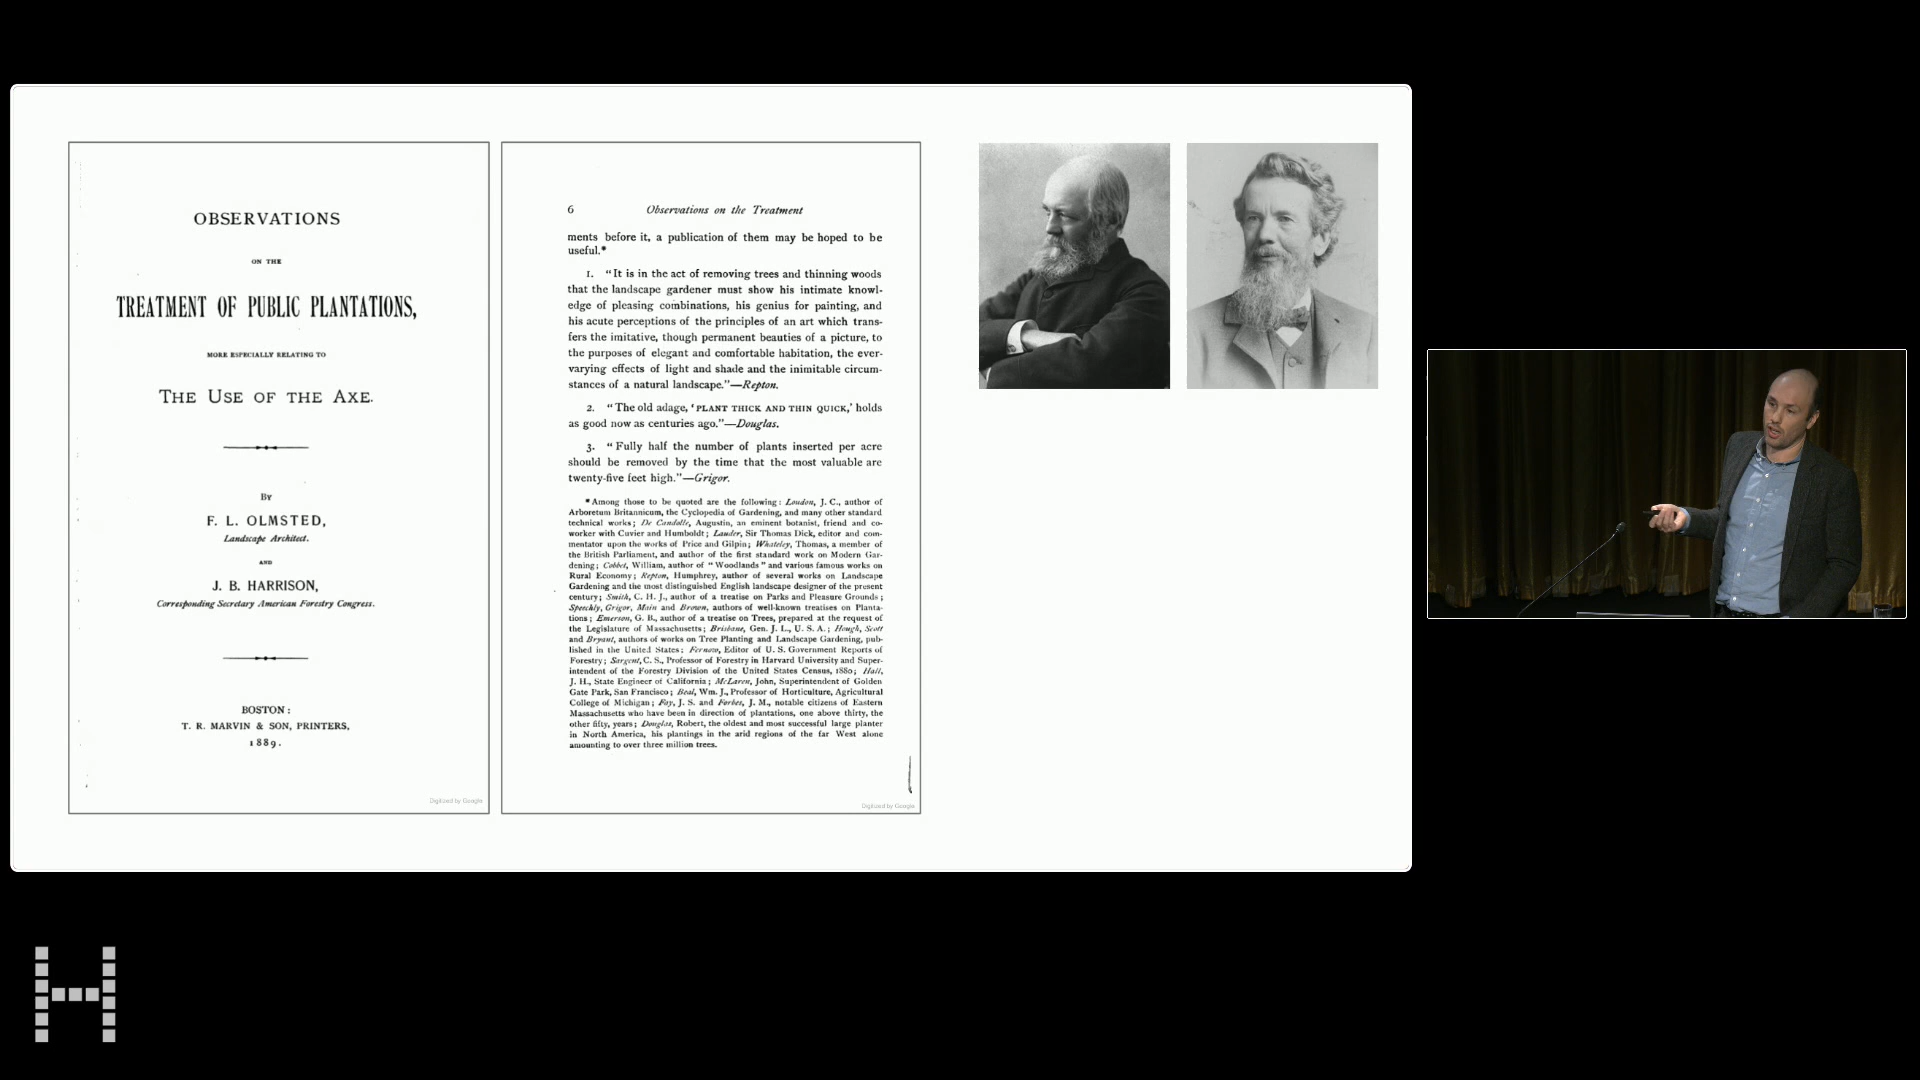 OBSERVATIONS
ON THE
TREATMENT OF PUBLIC PLANTATIONS,
MORE ESPECIALLY RELATING TO
THE USE OF THE AXE.
BY
F. L. OLMSTED,
Landscape Architect.
AND
J. B. HARRISON,
Corresponding Secretary American Forestry Congress.
BOSTON:
T. R. MARVIN & SON, PRINTERS,
1889.
Digitized by Google
6 Observations on the Treatment
ments before it, a publication of them may be hoped to be
useful.*
1. “It is in the act of removing trees and thinning woods
that the landscape gardener must show his intimate knowl-
edge of pleasing combinations, his genius for painting, and
his acute perceptions of the principles of an art which trans-
fers the imitative, though permanent beauties of a picture, to
the purposes of elegant and comfortable habitation, the ever-
varying effects of light and shade and the inimitable circum-
stances of a natural landscape.”—Repton.
2. “The old adage, ‘PLANT THICK AND THIN QUICK,’ holds
as good now as centuries ago.”—Douglas.
3. “Fully half the number of plants inserted per acre
should be removed by the time that the most valuable are
twenty-five feet high.”—Grigor.
*Among those to be quoted are the following: Loudon, J. C., author of
Arboretum Britannicum, the Cyclopedia of Gardening, and many other standard
technical works; De Candolle, Augustin, an eminent botanist, friend and co-
worker with Cuvier and Humboldt; Lauder, Sir Thomas Dick, editor and com-
mentator upon the works of Price and Gilpin; Whateley, Thomas, a member of
the British Parliament, and author of the first standard work on Modern Gar-
dening; Cobbet, William, author of “Woodlands” and various famous works on
Rural Economy; Repton, Humphrey, author of several works on Landscape
Gardening and the most distinguished English landscape designer of the present
century; Smith, C. H. J., author of a treatise on Parks and Pleasure Grounds;
Speechly, Grigor, Main and Brown, authors of well-known treatises on Planta-
tions; Emerson, G. B., author of a treatise on Trees, prepared at the request of
the Legislature of Massachusetts; Brisbane, Gen. J. L., U. S. A.; Hough, Scott
and Bryant, authors of works on Tree Planting and Landscape Gardening, pub-
lished in the United States; Fernow, Editor of U. S. Government Reports of
Forestry; Sargent, C. S., Professor of Forestry in Harvard University and Super-
intendent of the Forestry Division of the United States Census, 1880; Hall,
J. H., State Engineer of California; McLaren, John, Superintendent of Golden
Gate Park, San Francisco; Beal, Wm. J., Professor of Horticulture, Agricultural
College of Michigan; Fay, J. S. and Forbes, J. M., notable citizens of Eastern
Massachusetts who have been in direction of plantations, one above thirty, the
other fifty, years; Douglas, Robert, the oldest and most successful large planter
in North America, his plantings in the arid regions of the far West alone
amounting to over three million trees.
Digitized by Google
H